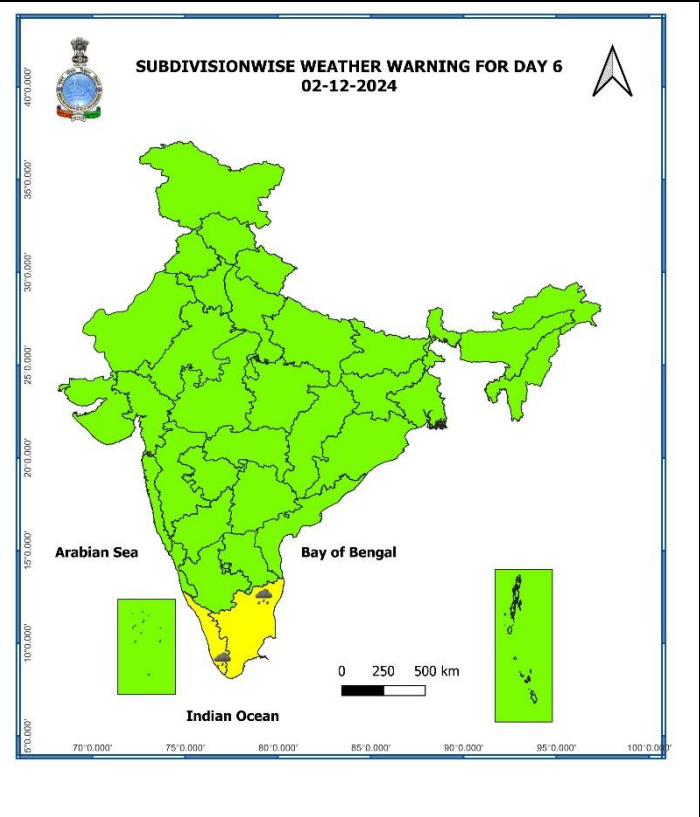 SUBDIVISIONWISE WEATHER WARNING FOR DAY 6
02-12-2024
40°0.000'
35°0.000'
30°0.000'
25°0.000'
20°0.000'
15°0.000'
Arabian Sea
Bay of Bengal
10°0.000'
0 250 500 km
Indian Ocean
5°0.000'
70°0.000' 75°0.000' 80°0.000' 85°0.000' 90°0.000' 95°0.000' 100°0.000'